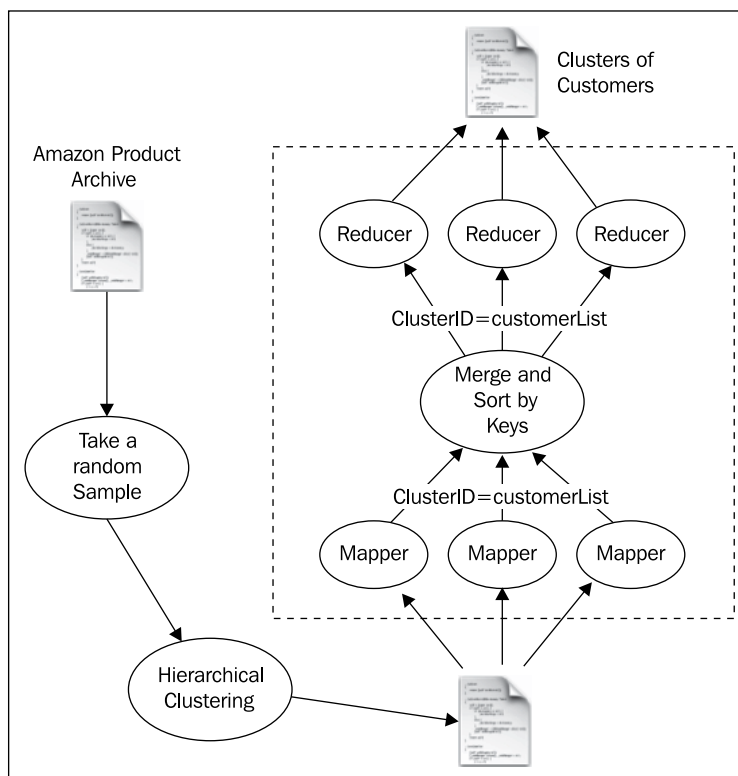 Clusters of
Customers
Amazon Product
Archive
Reducer
Reducer
Reducer
ClusterID=customerList
Merge and
Sort by
Keys
Take a
random
Sample
ClusterID=customerList
Mapper
Mapper
Mapper
Hierarchical
Clustering